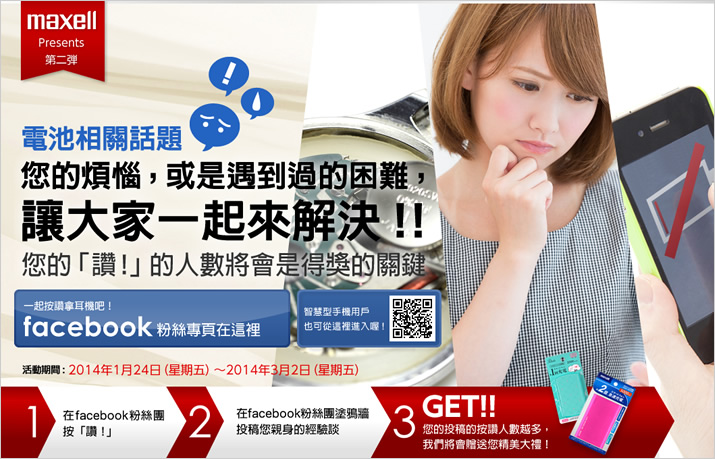 maxell
Presents
第二弾
電池相關話題
您的煩惱，或是遇到過的困難，
讓大家一起來解決！！
您的「讚！」的人數將會是得獎的關鍵
一起按讚拿耳機吧！
facebook 粉絲專頁在這裡
智慧型手機用戶
也可從這裡進入喔！
活動期間：2014年1月24日（星期五）～2014年3月2日（星期五）
1
在facebook粉絲團
按「讚！」
2
在facebook粉絲團塗鴉牆
投稿您親身的經驗談
3
GET!!
您的投稿的按讚人數越多，
我們將會贈送您精美大禮！